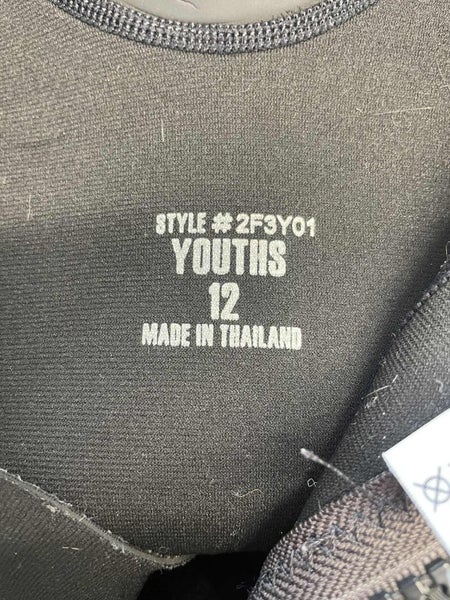 STYLE #2F3Y01
YOUTHS
12
MADE IN THAILAND